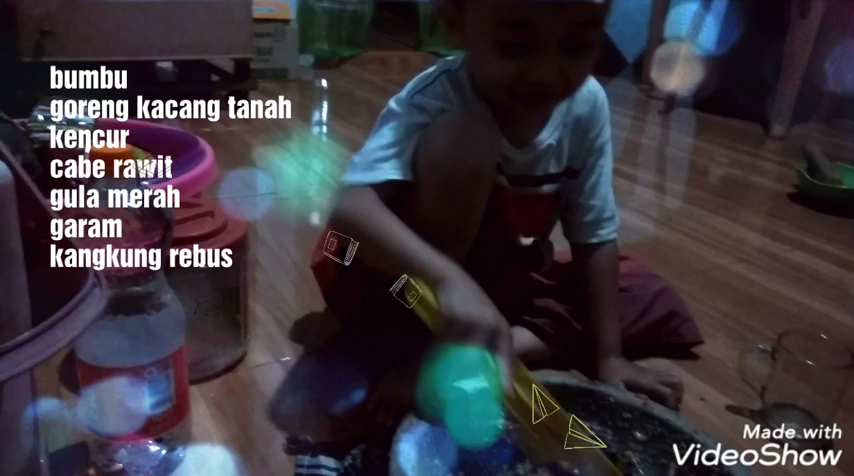 bumbu
goreng kacang tanah
kencur
cabe rawit
gula merah
garam
kangkung rebus
Made with
VideoShow